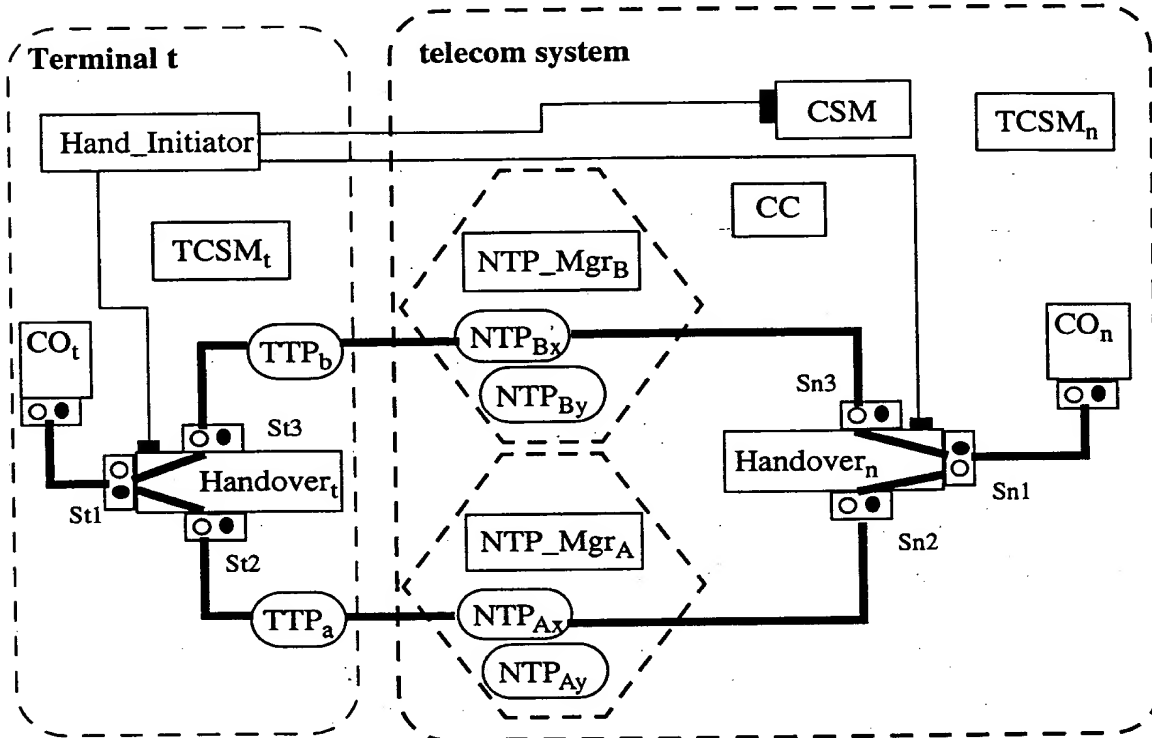 Terminal t
telecom system
Hand_Initiator
CSM
TCSMn
CC
TCSMt
NTP_MgrB
COt
TTPb
NTPBx
COn
NTPBy
Sn3
St3
Handovert
Handovern
St1
Sn1
NTP_MgrA
St2
Sn2
TTPa
NTPAx
NTPAy